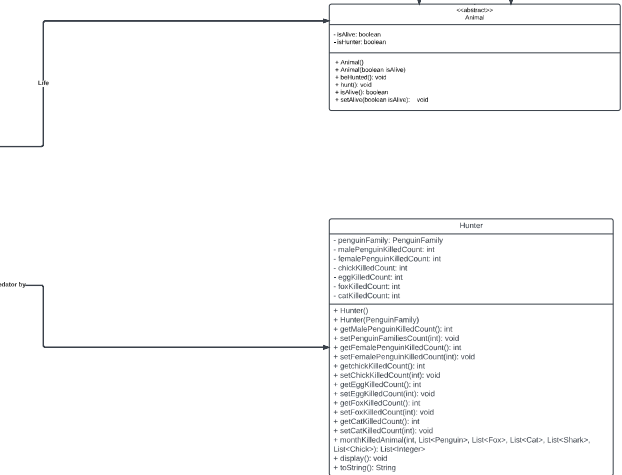 <<abstract>>
Animal
- isAlive: boolean
- isHunter: boolean
+ Animal()
+ Animal(boolean isAlive)
+ beHunted(): void
+ hunt(): void
+ isAlive(): boolean
+ setAlive(boolean isAlive): void
Life
Hunter
- penguinFamily: PenguinFamily
- malePenguinKilledCount: int
- femalePenguinKilledCount: int
- chickKilledCount: int
- eggKilledCount: int
- foxKilledCount: int
- catKilledCount: int
edator by
+ Hunter()
+ Hunter(PenguinFamily)
+ getMalePenguinKilledCount(): int
+ setPenguinFamiliesCount(int): void
+ getFemalePenguinKilledCount(): int
+ setFemalePenguinKilledCount(int): void
+ getchickKilledCount(): int
+ setChickKilledCount(int): void
+ getEggKilledCount(): int
+ setEggKilledCount(int): void
+ getFoxKilledCount(): int
+ setFoxKilledCount(int): void
+ getCatKilledCount(): int
+ setCatKilledCount(int): void
+ monthKilledAnimal(int, List<Penguin>, List<Fox>, List<Cat>, List<Shark>,
List<Chick>): List<Integer>
+ display(): void
+ toString(): String